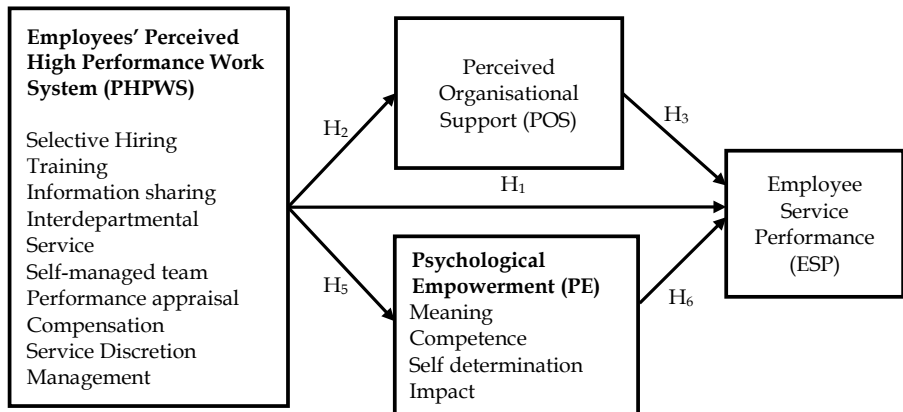 Employees' Perceived
High Performance Work
System (PHPWS)
Selective Hiring
Training
Information sharing
Interdepartmental
Service
Self-managed team
Performance appraisal
Compensation
Service Discretion
Management
H2
H1
H5
Perceived
Organisational
Support (POS)
Psychological
Empowerment (PE)
Meaning
Competence
Self determination
Impact
H3
H6
Employee
Service
Performance
(ESP)